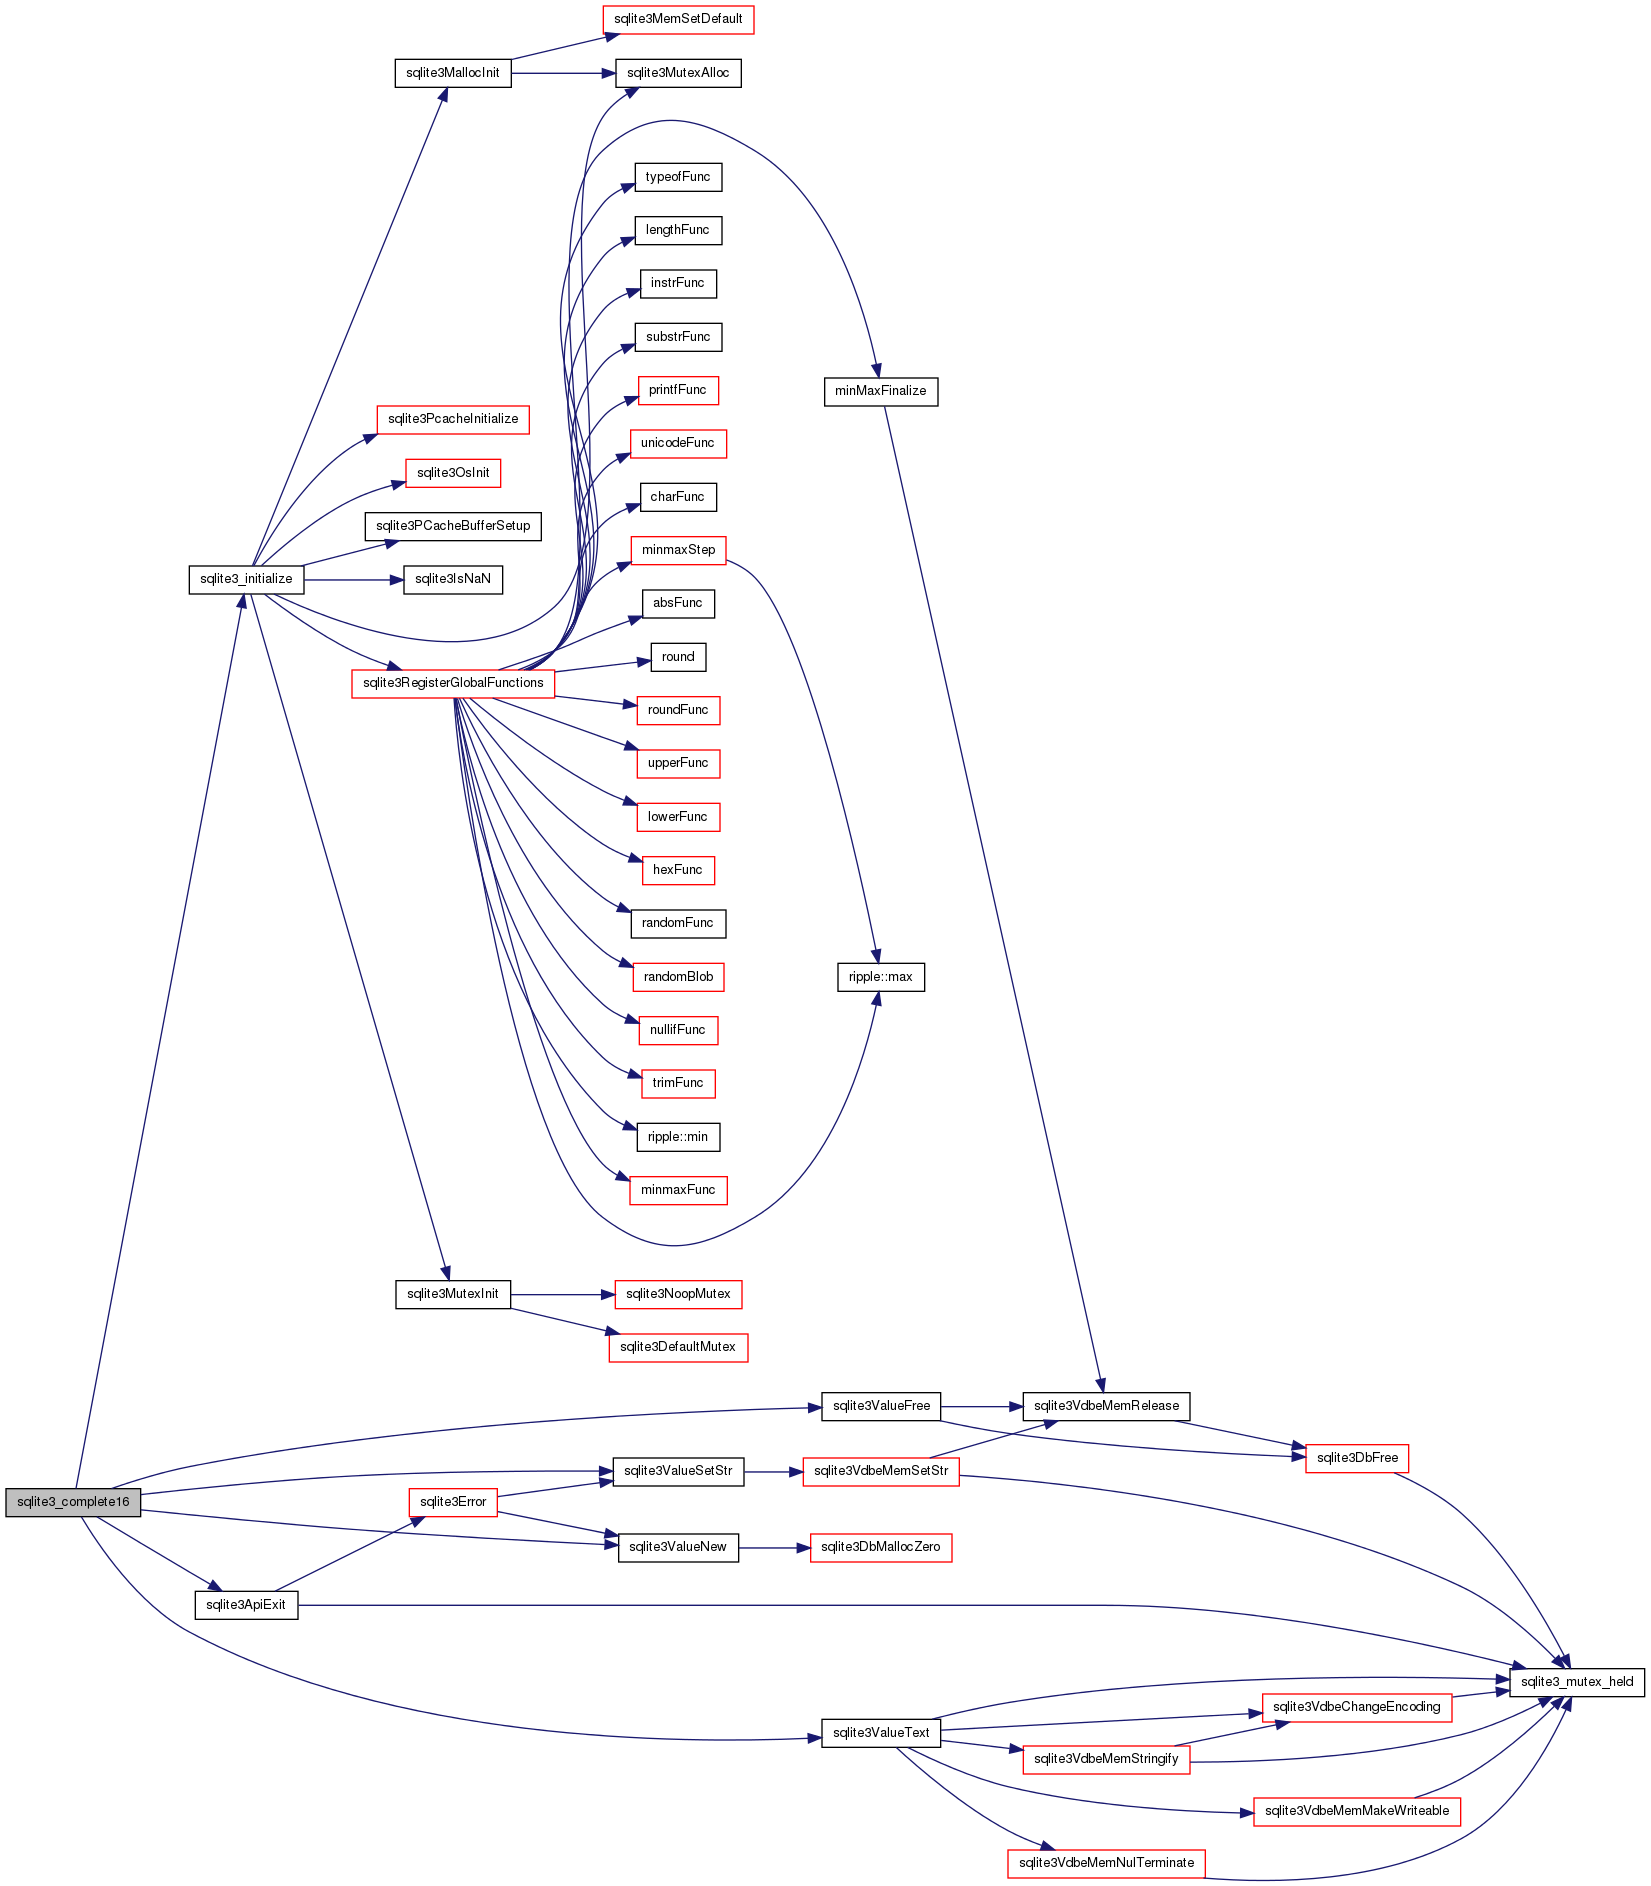 sqlite3MemSetDefault
sqlite3MallocInit
sqlite3MutexAlloc
typeofFunc
lengthFunc
instrFunc
substrFunc
printfFunc
minMaxFinalize
sqlite3PcacheInitialize
unicodeFunc
sqlite3OsInit
charFunc
sqlite3PCacheBufferSetup
minmaxStep
sqlite3_initialize
sqlite3IsNaN
absFunc
round
sqlite3RegisterGlobalFunctions
roundFunc
upperFunc
lowerFunc
hexFunc
randomFunc
randomBlob
ripple::max
nullifFunc
trimFunc
ripple::min
minmaxFunc
sqlite3MutexInit
sqlite3NoopMutex
sqlite3DefaultMutex
sqlite3ValueFree
sqlite3VdbeMemRelease
sqlite3DbFree
sqlite3ValueSetStr
sqlite3VdbeMemSetStr
sqlite3_complete16
sqlite3Error
sqlite3ValueNew
sqlite3DbMallocZero
sqlite3ApiExit
sqlite3_mutex_held
sqlite3VdbeChangeEncoding
sqlite3ValueText
sqlite3VdbeMemStringify
sqlite3VdbeMemMakeWriteable
sqlite3VdbeMemNulTerminate